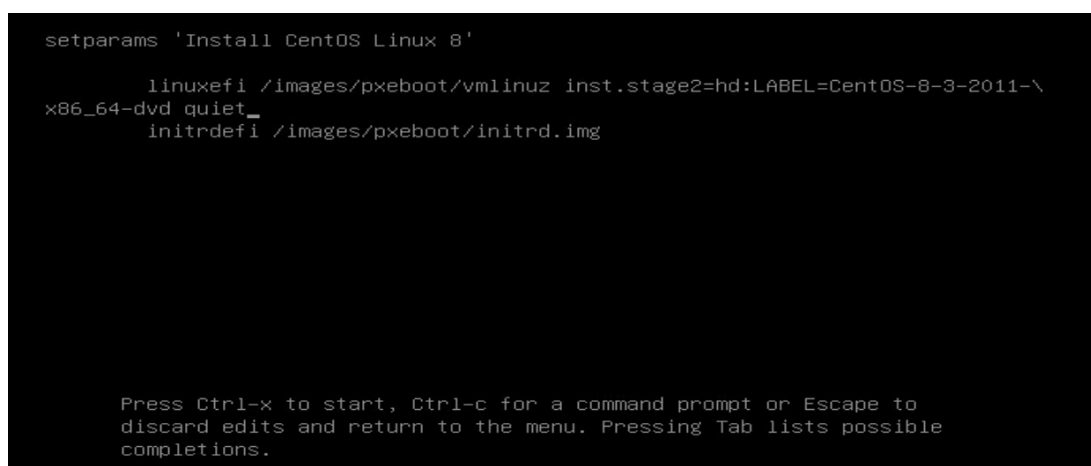 setparams 'Install CentOS Linux 8'
linuxefi /images/pxeboot/vmlinuz inst.stage2=hd:LABEL=CentOS-8-3-2011-\
x86_64-dvd quiet_
initrdefi /images/pxeboot/initrd.img
Press Ctrl-x to start, Ctrl-c for a command prompt or Escape to
discard edits and return to the menu. Pressing Tab lists possible
completions.